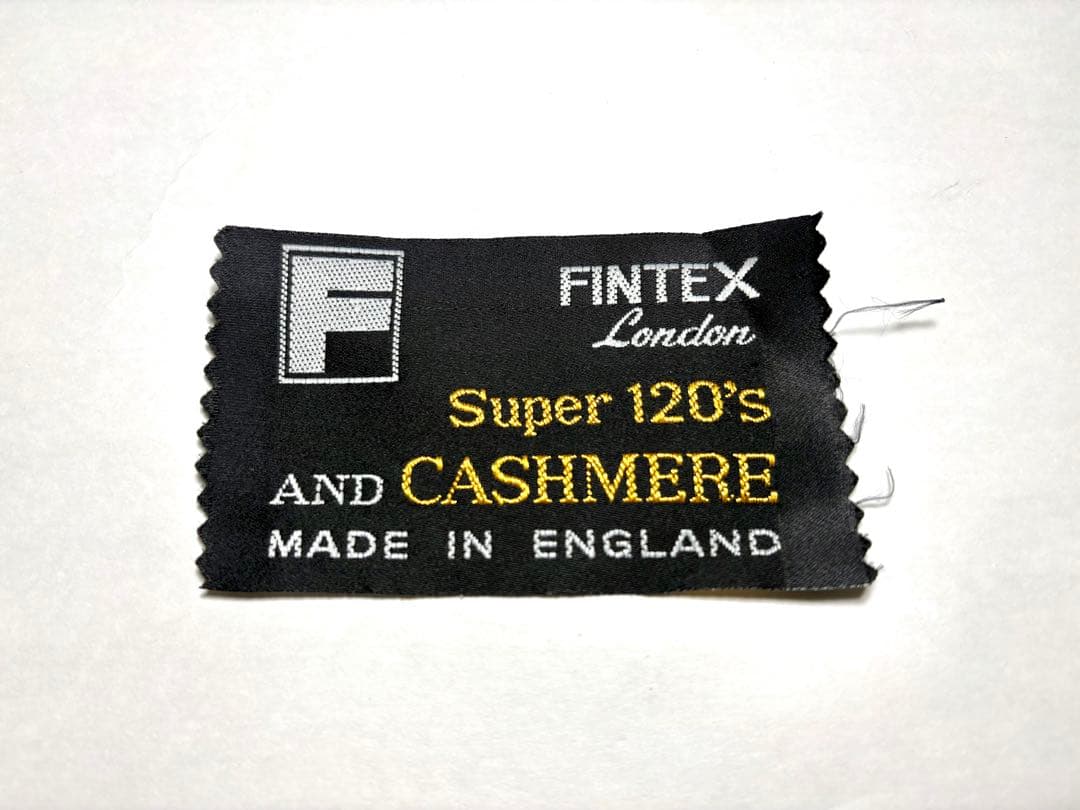 F
FINTEX
London
Super 120's
AND CASHMERE
MADE IN ENGLAND